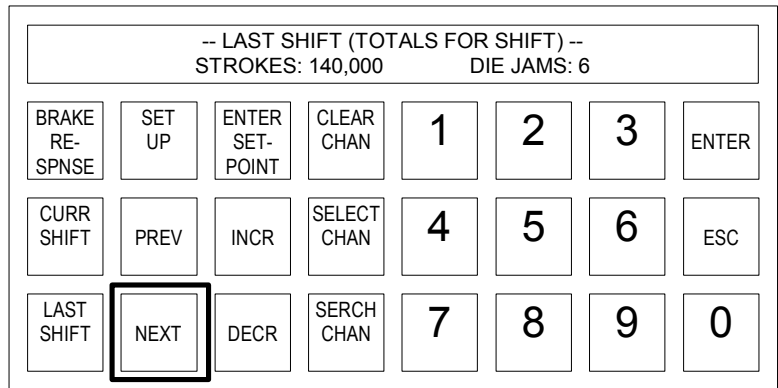 -- LAST SHIFT (TOTALS FOR SHIFT) --
STROKES: 140,000 DIE JAMS: 6
BRAKE
RE-
SPNSE
SET
UP
ENTER
SET-
POINT
CLEAR
CHAN
1
2
3
ENTER
CURR
SHIFT
PREV
INCR
SELECT
CHAN
4
5
6
ESC
LAST
SHIFT
NEXT
DECR
SERCH
CHAN
7
8
9
0